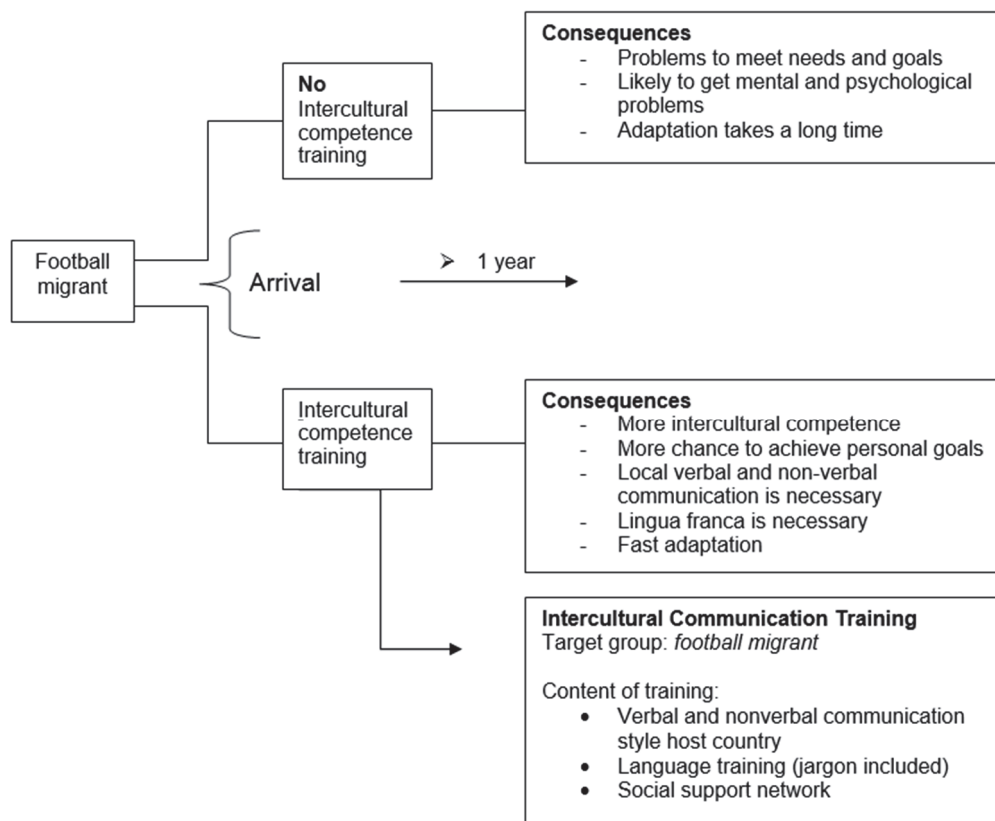 Football
migrant
No
Intercultural
competence
training
Consequences
- Problems to meet needs and goals
- Likely to get mental and psychological
problems
- Adaptation takes a long time
Arrival
➢ 1 year
Intercultural
competence
training
Consequences
- More intercultural competence
- More chance to achieve personal goals
- Local verbal and non-verbal
communication is necessary
- Lingua franca is necessary
- Fast adaptation
Intercultural Communication Training
Target group: football migrant
Content of training:
• Verbal and nonverbal communication
style host country
• Language training (jargon included)
• Social support network